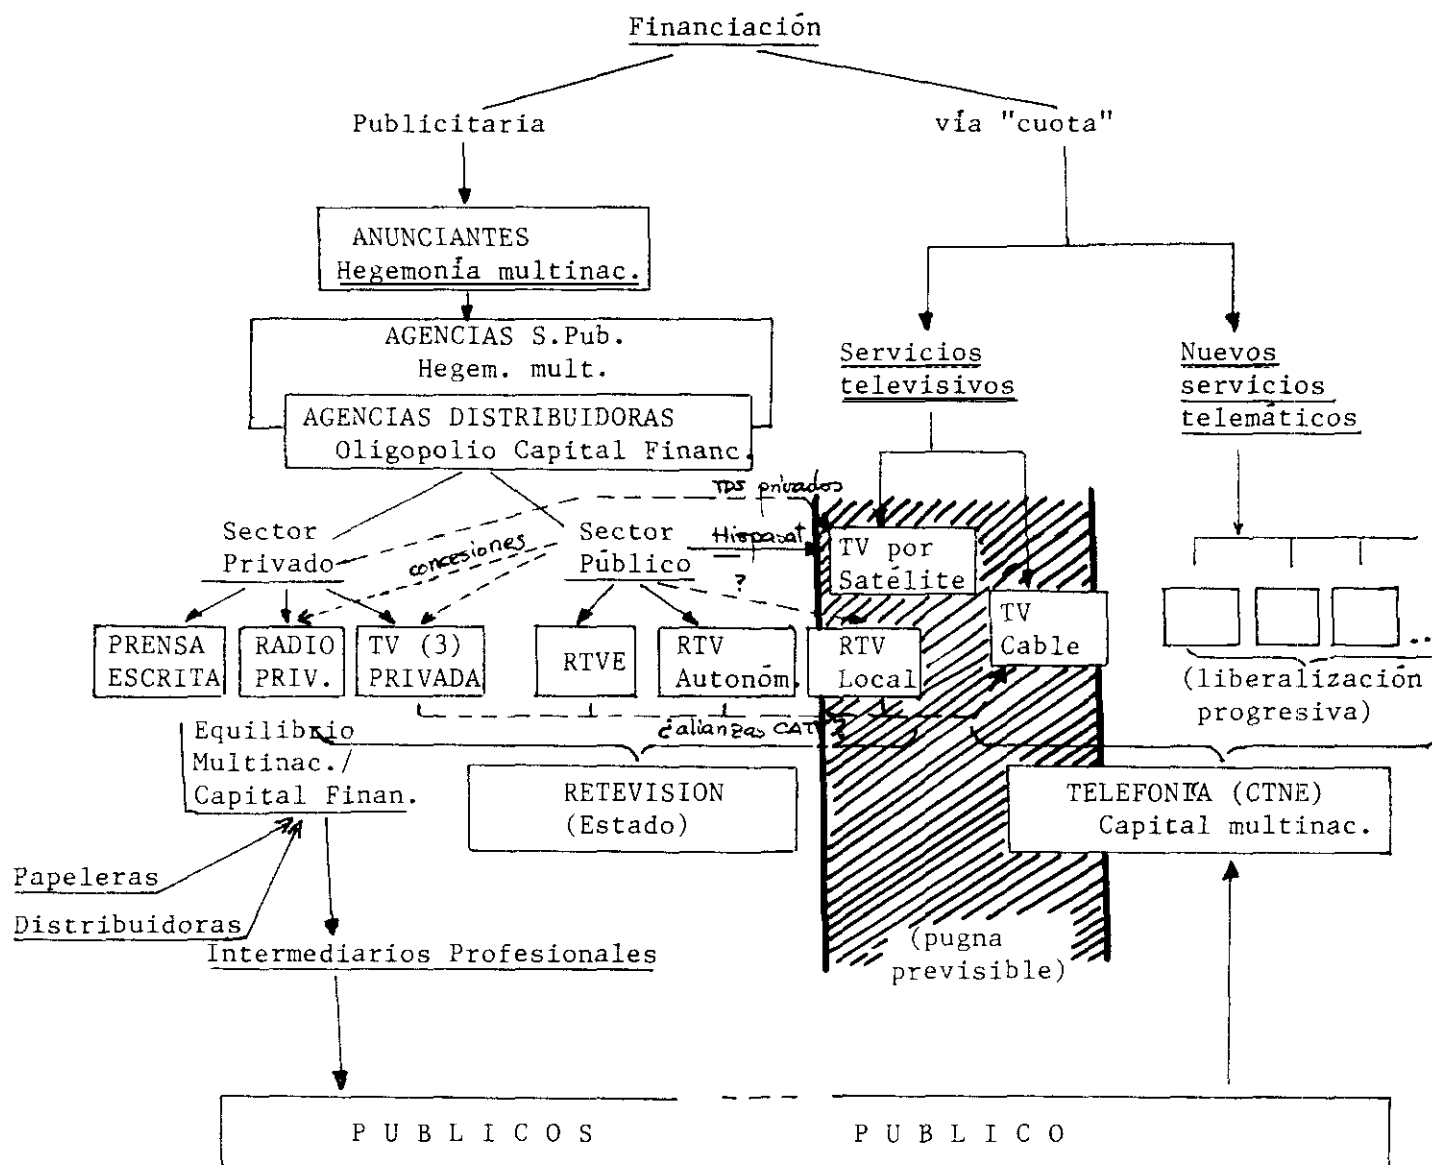 Financiación
Publicitaria
vía "cuota"
ANUNCIANTES
Hegemonía multinac.
AGENCIAS S.Pub.
Hegem. mult.
AGENCIAS DISTRIBUIDORAS
Oligopolio Capital Financ.
Servicios
televisivos
Nuevos
servicios
telemáticos
TDS privados
Sector
Privado
concesiones
Sector
Público
Hispasat
?
TV por
Satélite
TV
Cable
PRENSA
ESCRITA
RADIO
PRIV.
TV (3)
PRIVADA
RTVE
RTV
Autonóm.
RTV
Local
...
(liberalización
progresiva)
¿alianzas CATV?
Equilibrio
Multinac./
Capital Finan.
RETEVISION
(Estado)
TELEFONICA (CTNE)
Capital multinac.
Papeleras
Distribuidoras
Intermediarios Profesionales
(pugna
previsible)
P U B L I C O S
P U B L I C O